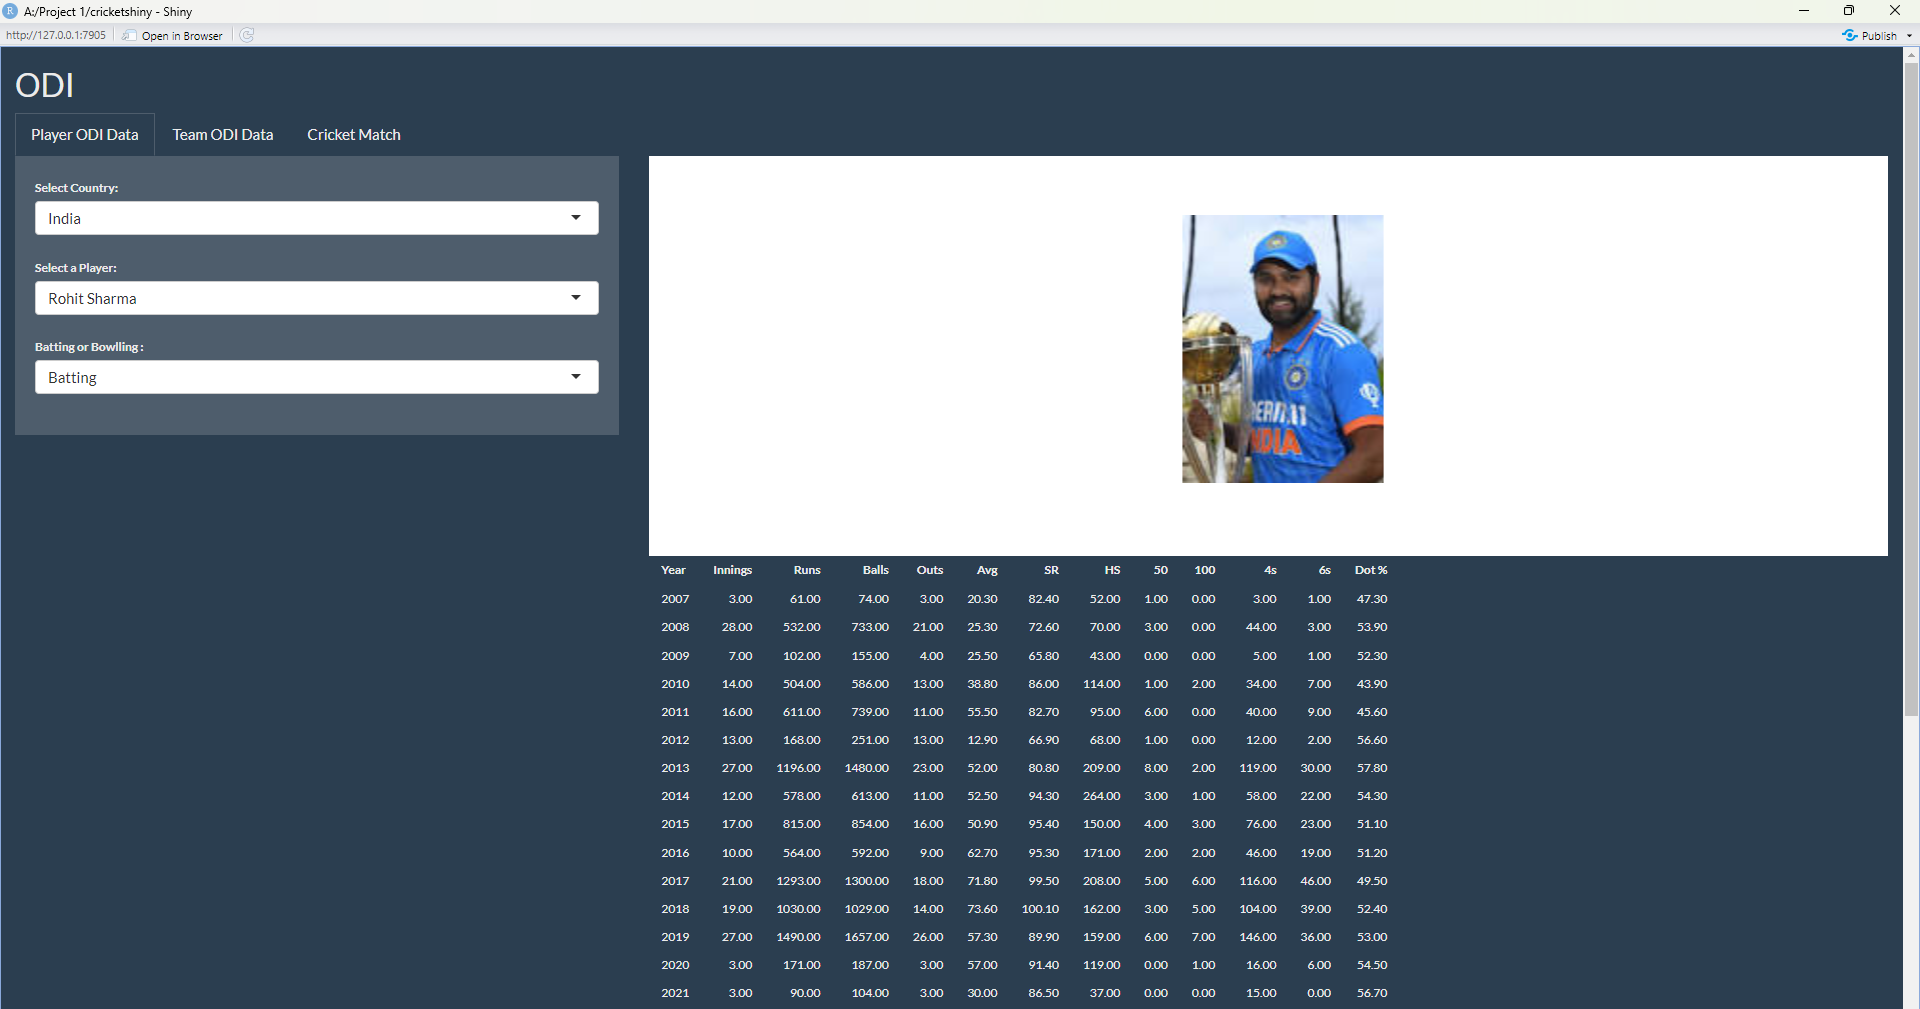 A:/Project 1/cricketshiny - Shiny
http://127.0.0.1:7905 Open in Browser Publish
ODI
Player ODI Data Team ODI Data Cricket Match
Select Country:
India
Select a Player:
Rohit Sharma
Batting or Bowlling :
Batting
Year Innings Runs Balls Outs Avg SR HS 50 100 4s 6s Dot %
2007 3.00 61.00 74.00 3.00 20.30 82.40 52.00 1.00 0.00 3.00 1.00 47.30
2008 28.00 532.00 733.00 21.00 25.30 72.60 70.00 3.00 0.00 44.00 3.00 53.90
2009 7.00 102.00 155.00 4.00 25.50 65.80 43.00 0.00 0.00 5.00 1.00 52.30
2010 14.00 504.00 586.00 13.00 38.80 86.00 114.00 1.00 2.00 34.00 7.00 43.90
2011 16.00 611.00 739.00 11.00 55.50 82.70 95.00 6.00 0.00 40.00 9.00 45.60
2012 13.00 168.00 251.00 13.00 12.90 66.90 68.00 1.00 0.00 12.00 2.00 56.60
2013 27.00 1196.00 1480.00 23.00 52.00 80.80 209.00 8.00 2.00 119.00 30.00 57.80
2014 12.00 578.00 613.00 11.00 52.50 94.30 264.00 3.00 1.00 58.00 22.00 54.30
2015 17.00 815.00 854.00 16.00 50.90 95.40 150.00 4.00 3.00 76.00 23.00 51.10
2016 10.00 564.00 592.00 9.00 62.70 95.30 171.00 2.00 2.00 46.00 19.00 51.20
2017 21.00 1293.00 1300.00 18.00 71.80 99.50 208.00 5.00 6.00 116.00 46.00 49.50
2018 19.00 1030.00 1029.00 14.00 73.60 100.10 162.00 3.00 5.00 104.00 39.00 52.40
2019 27.00 1490.00 1657.00 26.00 57.30 89.90 159.00 6.00 7.00 146.00 36.00 53.00
2020 3.00 171.00 187.00 3.00 57.00 91.40 119.00 0.00 1.00 16.00 6.00 54.50
2021 3.00 90.00 104.00 3.00 30.00 86.50 37.00 0.00 0.00 15.00 0.00 56.70